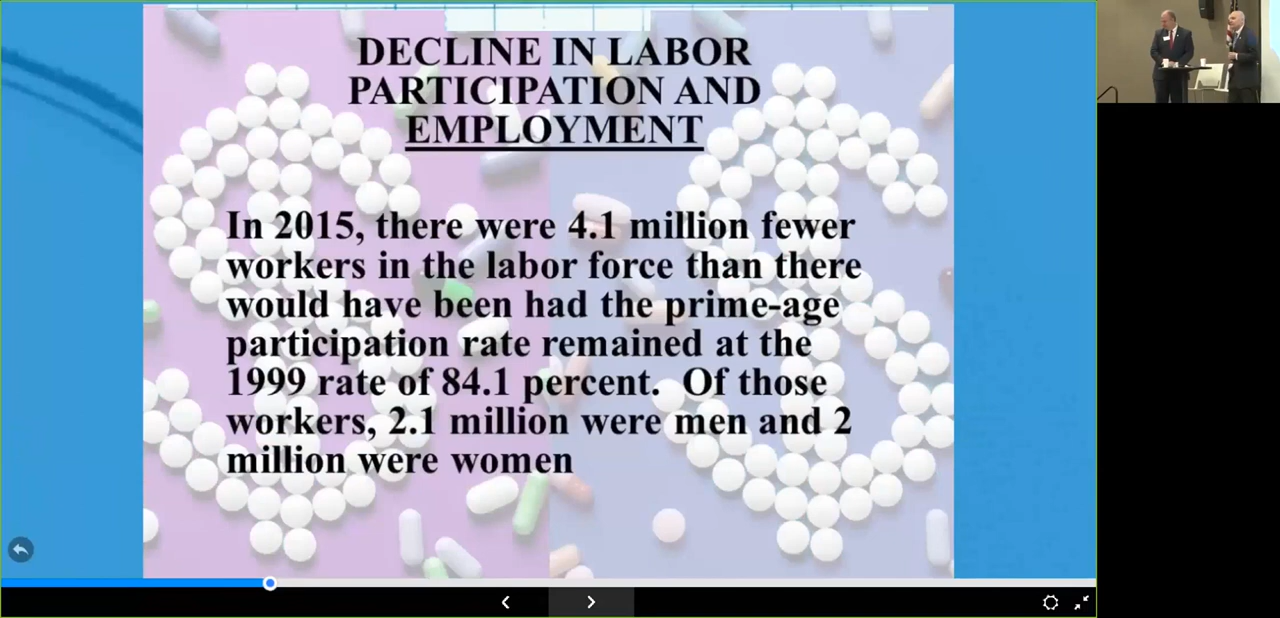 DECLINE IN LABOR
PARTICIPATION AND
EMPLOYMENT
In 2015, there were 4.1 million fewer
workers in the labor force than there
would have been had the prime-age
participation rate remained at the
1999 rate of 84.1 percent.  Of those
workers, 2.1 million were men and 2
million were women